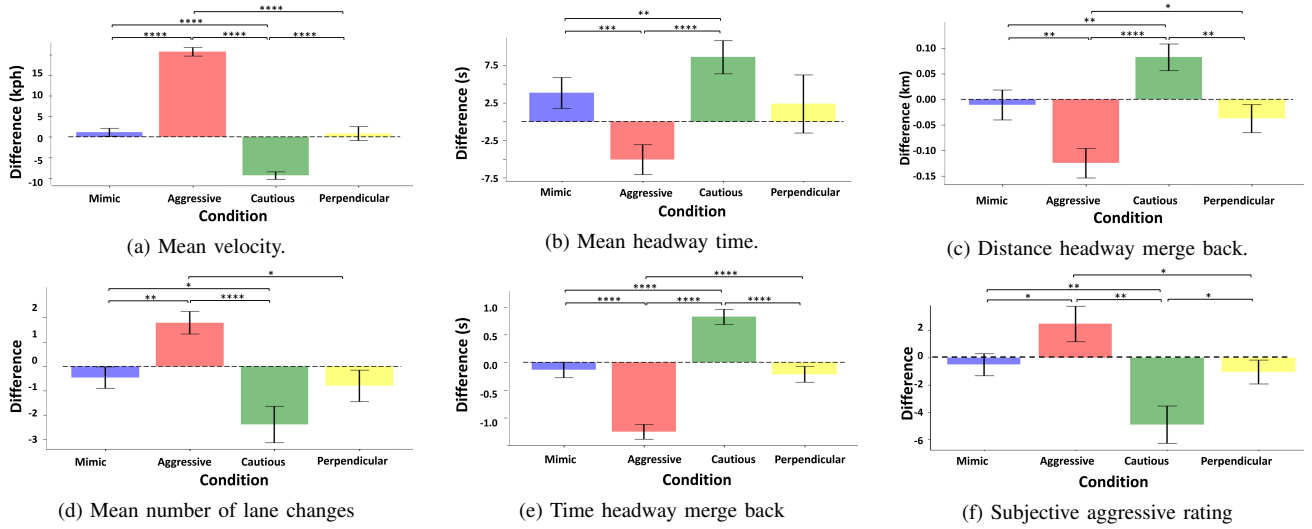 ****
****
**** **** ****
Difference (kph)
15
10
5
0
-5
-10
Mimic Aggressive Cautious Perpendicular
Condition
(a) Mean velocity.
**
*** ****
Difference (s)
7.5
2.5
-2.5
-7.5
Mimic Aggressive Cautious Perpendicular
Condition
(b) Mean headway time.
*
**
** **** **
Difference (km)
0.10
0.05
0.00
-0.05
-0.10
-0.15
Mimic Aggressive Cautious Perpendicular
Condition
(c) Distance headway merge back.
*
*
** ****
Difference
2
1
0
-1
-2
-3
Mimic Aggressive Cautious Perpendicular
Condition
(d) Mean number of lane changes
****
****
**** **** ****
Difference (s)
1.0
0.5
0.0
-0.5
-1.0
Mimic Aggressive Cautious Perpendicular
Condition
(e) Time headway merge back
*
**
* ** *
Difference
2
0
-2
-4
-6
Mimic Aggressive Cautious Perpendicular
Condition
(f) Subjective aggressive rating